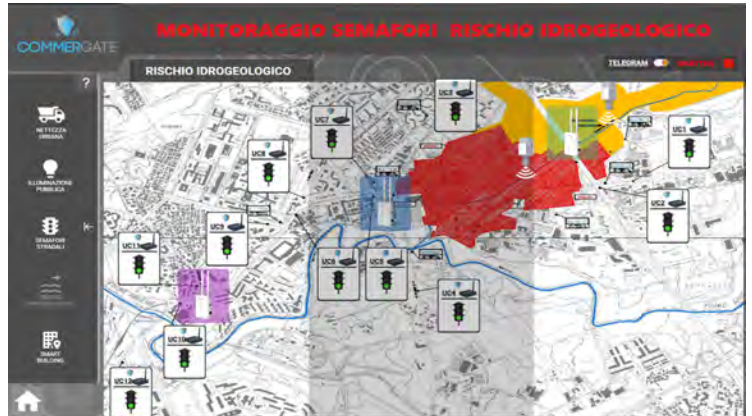 COMMERGATE
MONITORAGGIO SEMAFORI RISCHIO IDROGEOLOGICO
TELEGRAM
RISCHIO IDROGEOLOGICO
?
NETTEZZA
URBANA
ILLUMINAZIONE
PUBBLICA
SEMAFORI
STRADALI
SMART
BUILDING
UC3
UC7
UC1
UC8
UC2
UC9
UC11
UC6
UC5
UC4
UC10
UC12